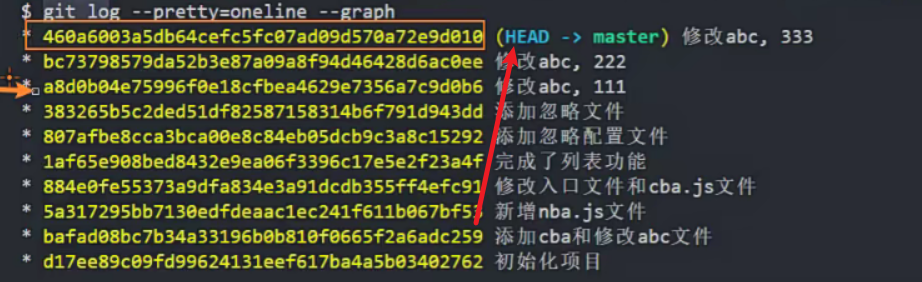 $ git log --pretty=oneline --graph
* 460a6003a5db64cefc5fc07ad09d570a72e9d010 (HEAD -> master) 修改abc, 333
* bc73798579da52b3e87a09a8f94d46428d6ac0ee 修改abc, 222
* a8d0b04e75996f0e18cfbea4629e7356a7c9d0b6 修改abc, 111
* 383265b5c2ded51df82587158314b6f791d943dd 添加忽略文件
* 807afbe8cca3bca00e8c84eb05dcb9c3a8c15292 添加忽略配置文件
* 1af65e908bed8432e9ea06f3396c17e5e2f23a4f 完成了列表功能
* 884e0fe55373a9dfa834e3a91dcdb355ff4efc91 修改入口文件和cba.js文件
* 5a317295bb7130edfdeaac1ec241f611b067bf53 新增nba.js文件
* bafad08bc7b34a33196b0b810f0665f2a6adc259 添加cba和修改abc文件
* d17ee89c09fd99624131eef617ba4a5b03402762 初始化项目